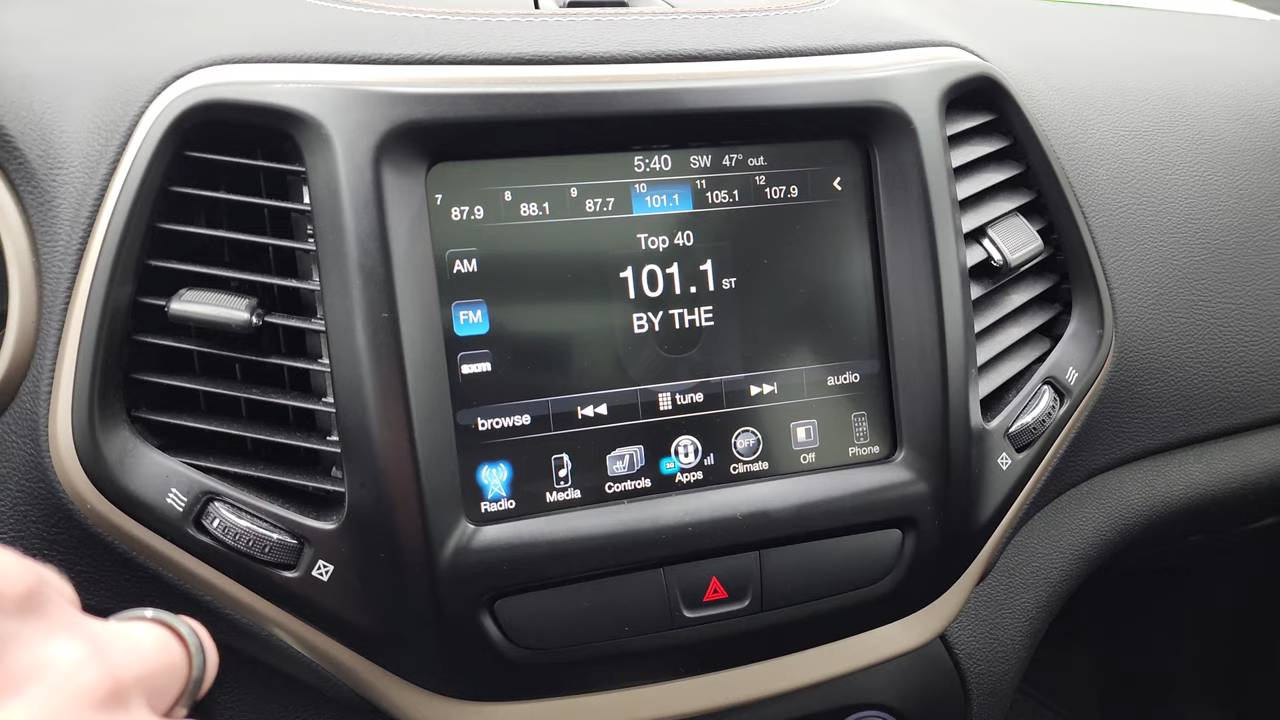 5:40 SW 47° out.
7 87.9 8 88.1 9 87.7 10 101.1 11 105.1 12 107.9
Top 40
AM
101.1 ST
FM
BY THE
sxm
browse tune audio
Radio Media Controls 3G Apps OFF Climate Off Phone